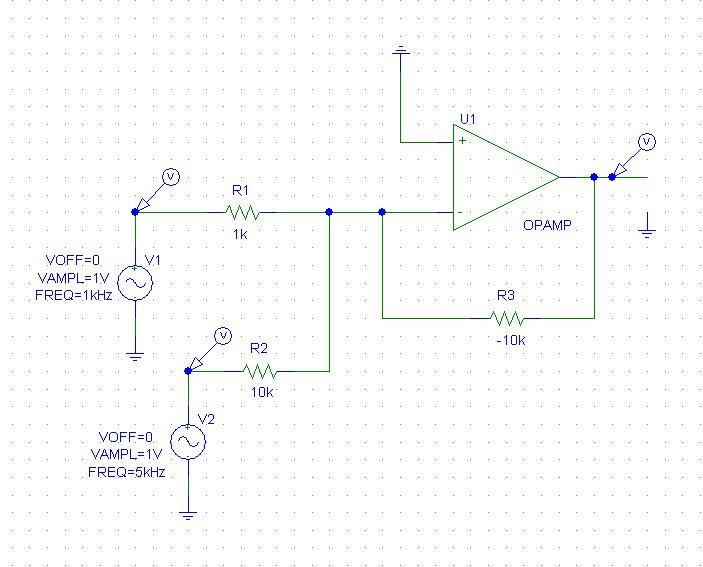 U1
+
-
OPAMP
V
V
R1
1k
VOFF=0
VAMPL=1V
FREQ=1kHz
V1
+
-
R3
-10k
V
R2
10k
VOFF=0
VAMPL=1V
FREQ=5kHz
V2
+
-